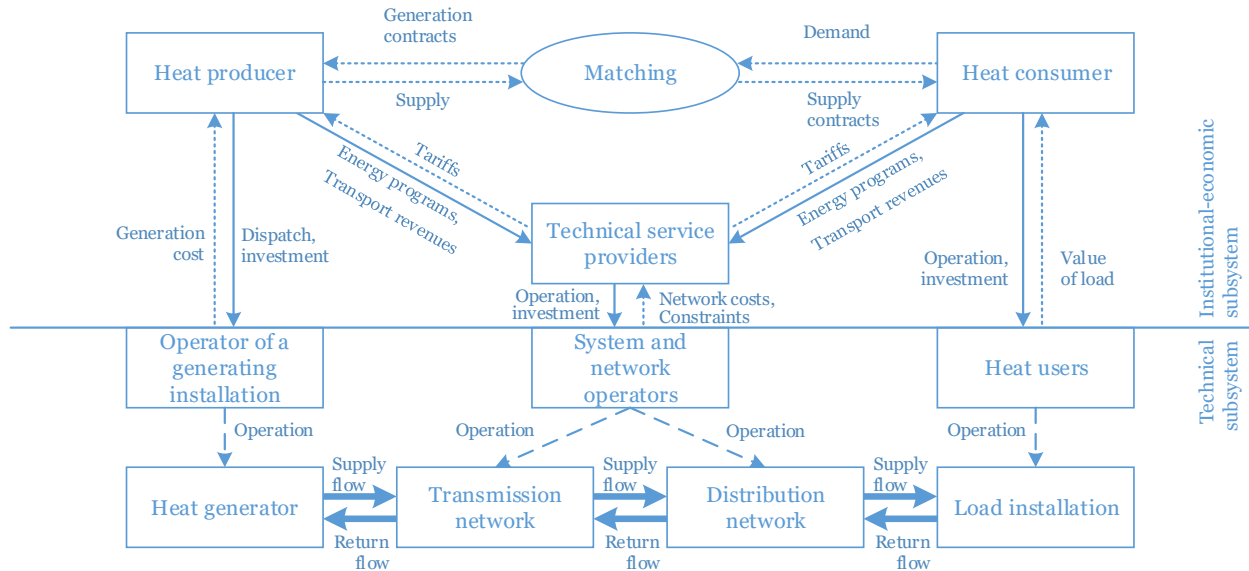 Generation
contracts
Demand
Heat producer
Matching
Heat consumer
Supply
Supply
contracts
Tariffs
Energy programs,
Transport revenues
Tariffs
Energy programs,
Transport revenues
Institutional-economic
subsystem
Generation
cost
Dispatch,
investment
Technical service
providers
Operation,
investment
Value
of load
Operation,
investment
Network costs,
Constraints
Operator of a
generating
installation
System and
network
operators
Heat users
Technical
subsystem
Operation
Operation
Operation
Operation
Supply
flow
Supply
flow
Supply
flow
Heat generator
Transmission
network
Distribution
network
Load installation
Return
flow
Return
flow
Return
flow